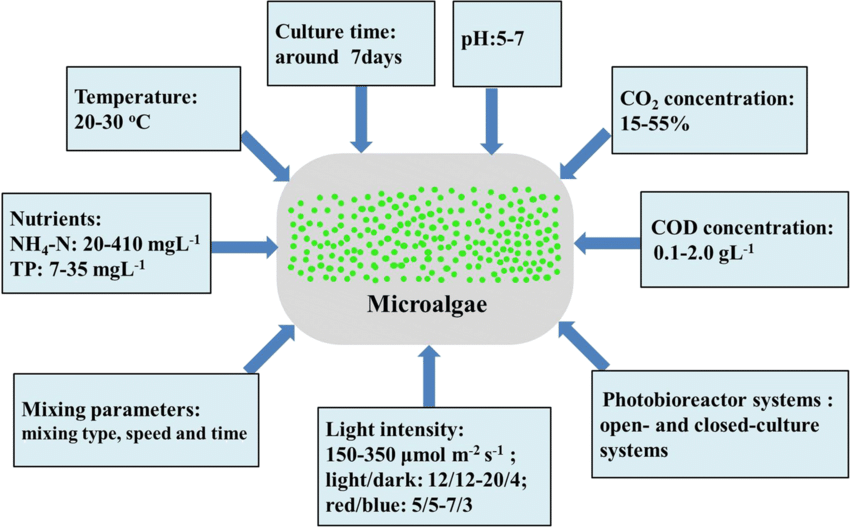 Culture time:
around 7days
pH:5-7
Temperature:
20-30 ᵒC
CO₂ concentration:
15-55%
Nutrients:
NH₄-N: 20-410 mgL⁻¹
TP: 7-35 mgL⁻¹
COD concentration:
0.1-2.0 gL⁻¹
Microalgae
Mixing parameters:
mixing type, speed and time
Light intensity:
150-350 µmol m⁻² s⁻¹ ;
light/dark: 12/12-20/4;
red/blue: 5/5-7/3
Photobioreactor systems :
open- and closed-culture
systems